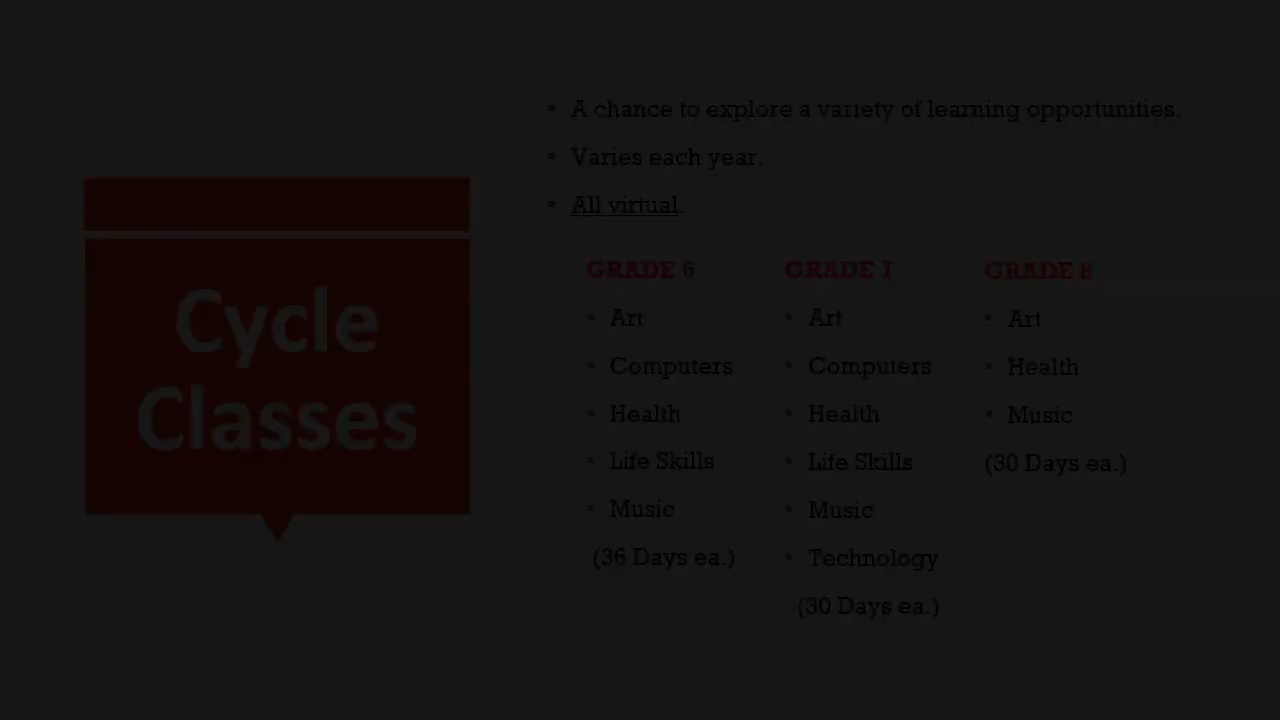 Cycle
Classes
• A chance to explore a variety of learning opportunities.
• Varies each year.
• All virtual.
GRADE 6
• Art
• Computers
• Health
• Life Skills
• Music
(36 Days ea.)
GRADE 7
• Art
• Computers
• Health
• Life Skills
• Music
• Technology
(30 Days ea.)
GRADE 8
• Art
• Health
• Music
(30 Days ea.)